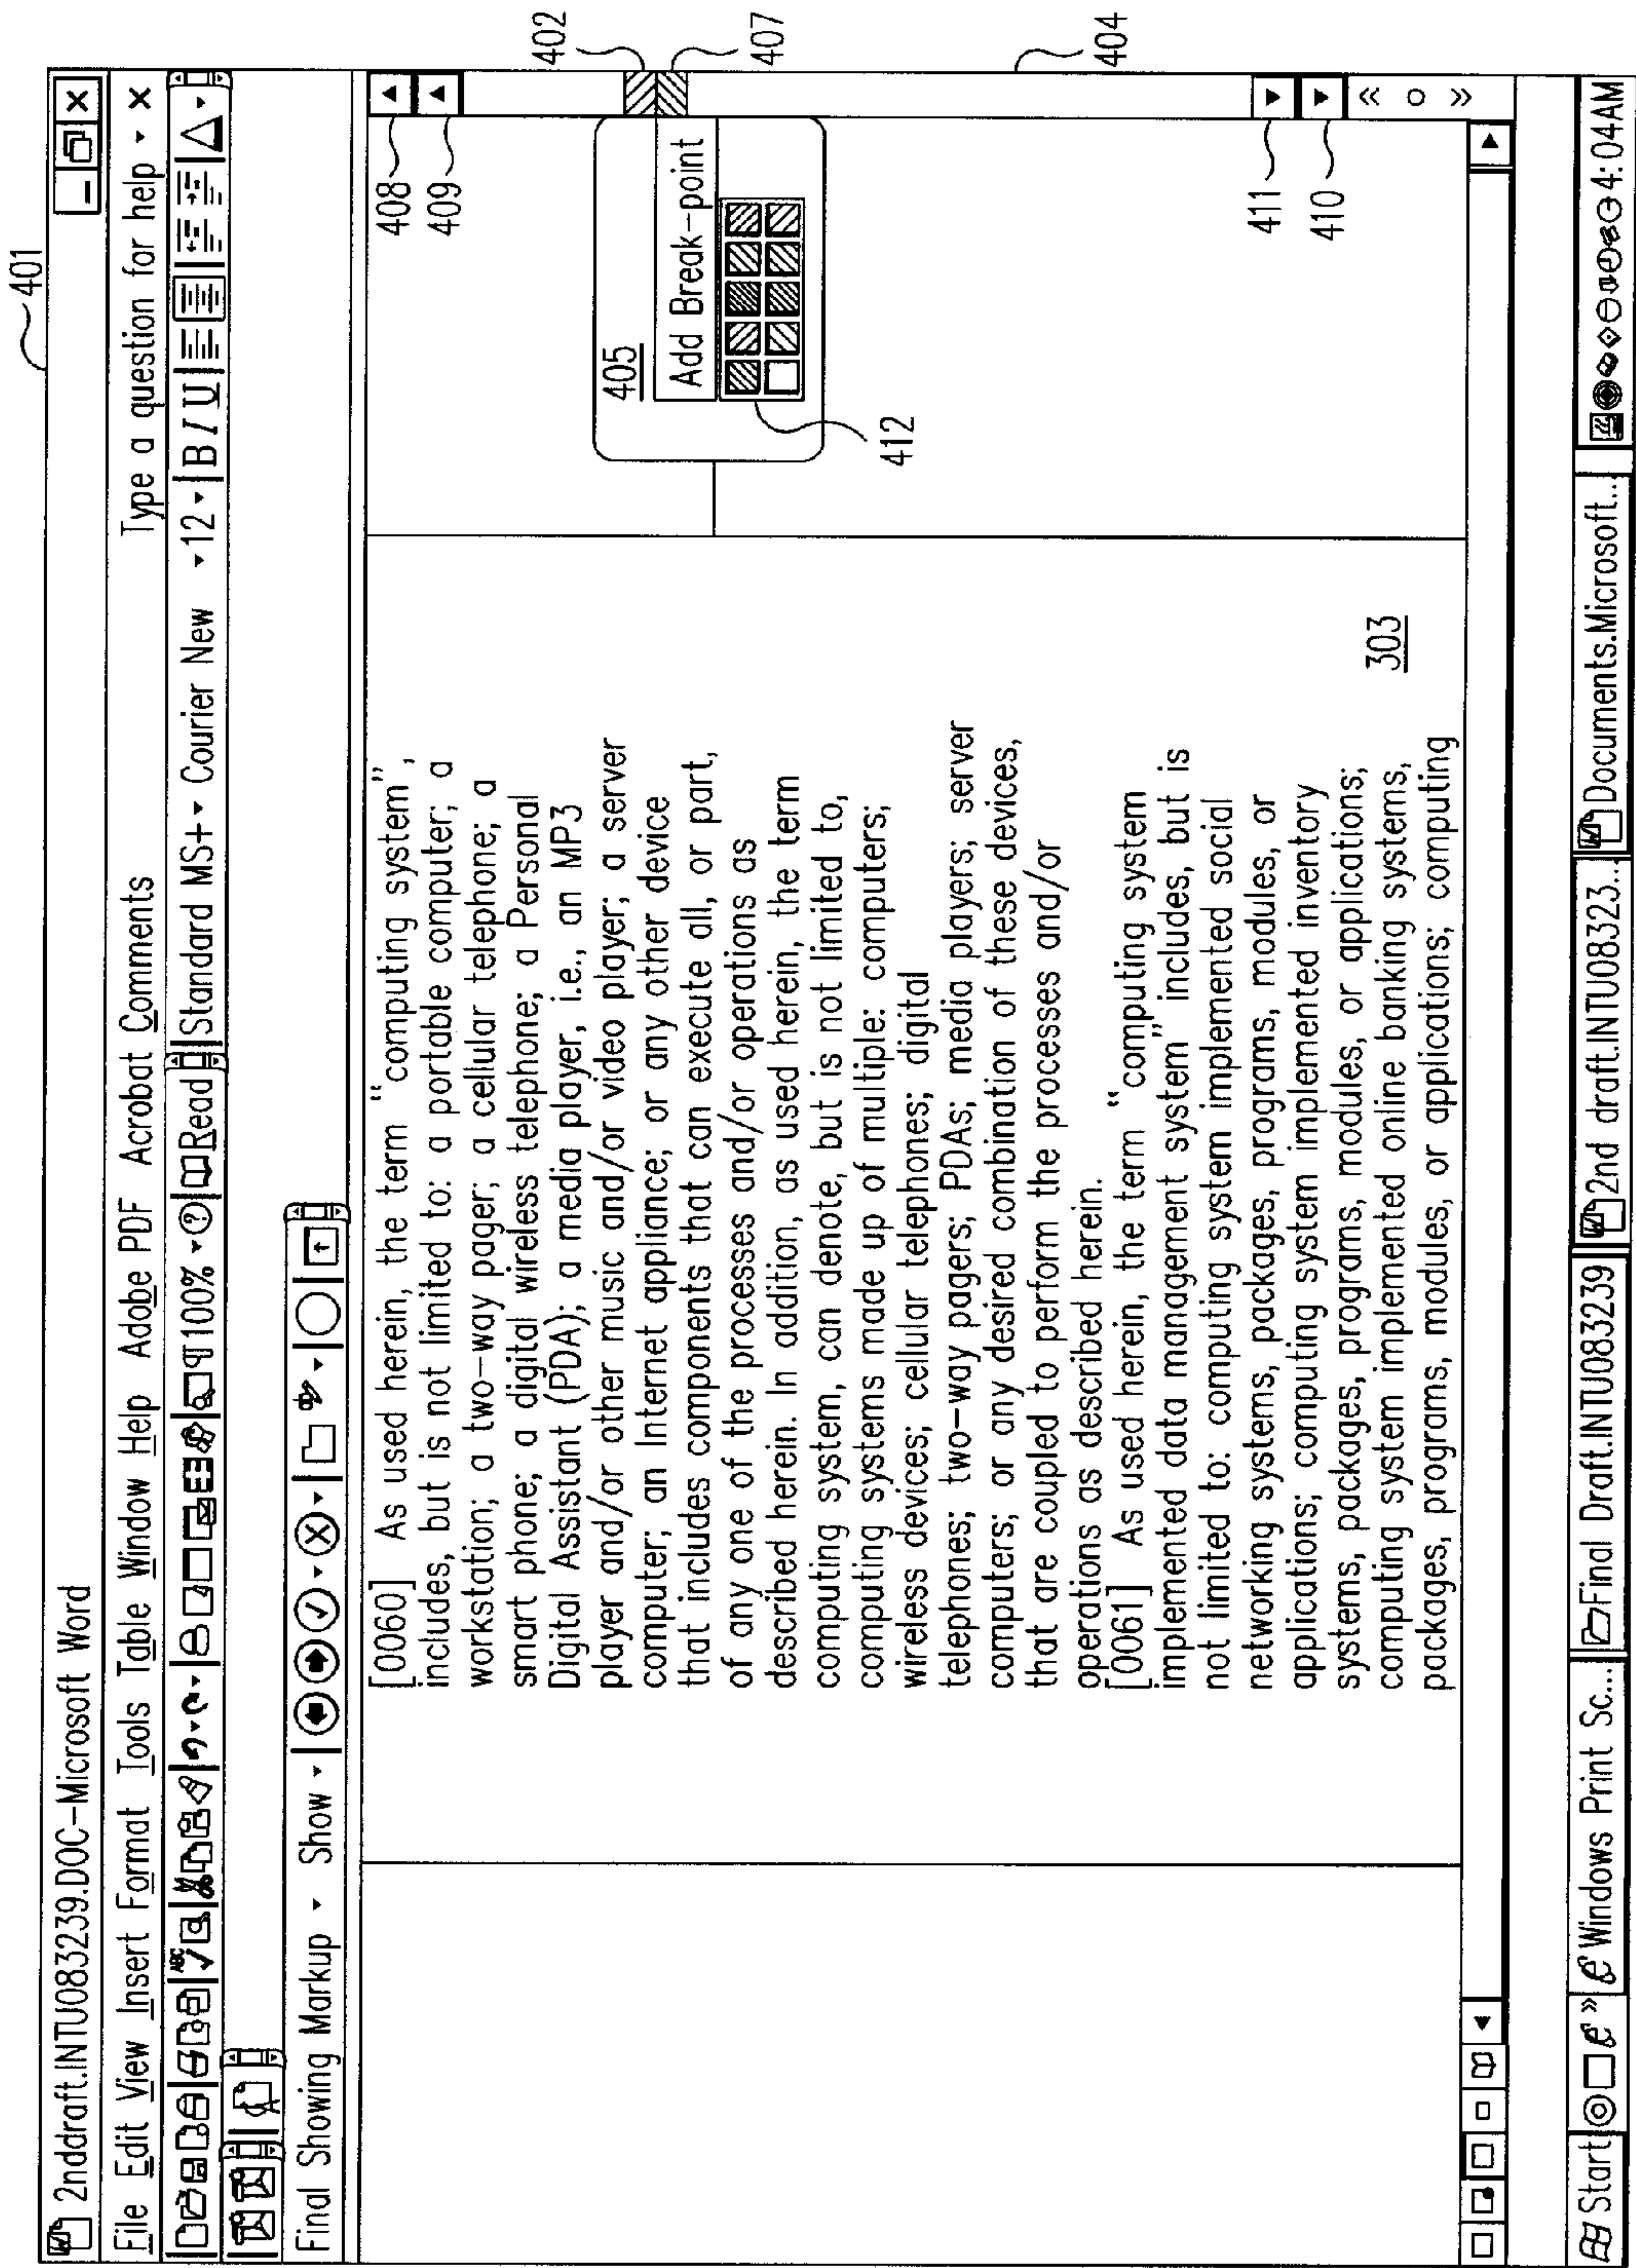 401
2nddraft.INTU083239.DOC-Microsoft Word
File Edit View Insert Format Tools Table Window Help Adobe PDF Acrobat Comments Type a question for help
100% Read Standard MS+ Courier New 12 B I U
Final Showing Markup Show
[0060] As used herein, the term "computing system",
includes, but is not limited to: a portable computer; a
workstation; a two-way pager; a cellular telephone; a
smart phone; a digital wireless telephone; a Personal
Digital Assistant (PDA); a media player, i.e., an MP3
player and/or other music and/or video player; a server
computer; an Internet appliance; or any other device
that includes components that can execute all, or part,
of any one of the processes and/or operations as
described herein. In addition, as used herein, the term
computing system, can denote, but is not limited to,
computing systems made up of multiple: computers;
wireless devices; cellular telephones; digital
telephones; two-way pagers; PDAs; media players; server
computers; or any desired combination of these devices,
that are coupled to perform the processes and/or
operations as described herein.
[0061] As used herein, the term "computing system
implemented data management system" includes, but is
not limited to: computing system implemented social
networking systems, packages, programs, modules, or
applications; computing system implemented inventory
systems, packages, programs, modules, or applications;
computing system implemented online banking systems,
packages, programs, modules, or applications; computing
303
408
409
402
405
Add Break-point
407
412
404
411
410
Start » Windows Print Sc... Final Draft.INTU083239 2nd draft.INTU08323... Documents.Microsoft... 4:04AM